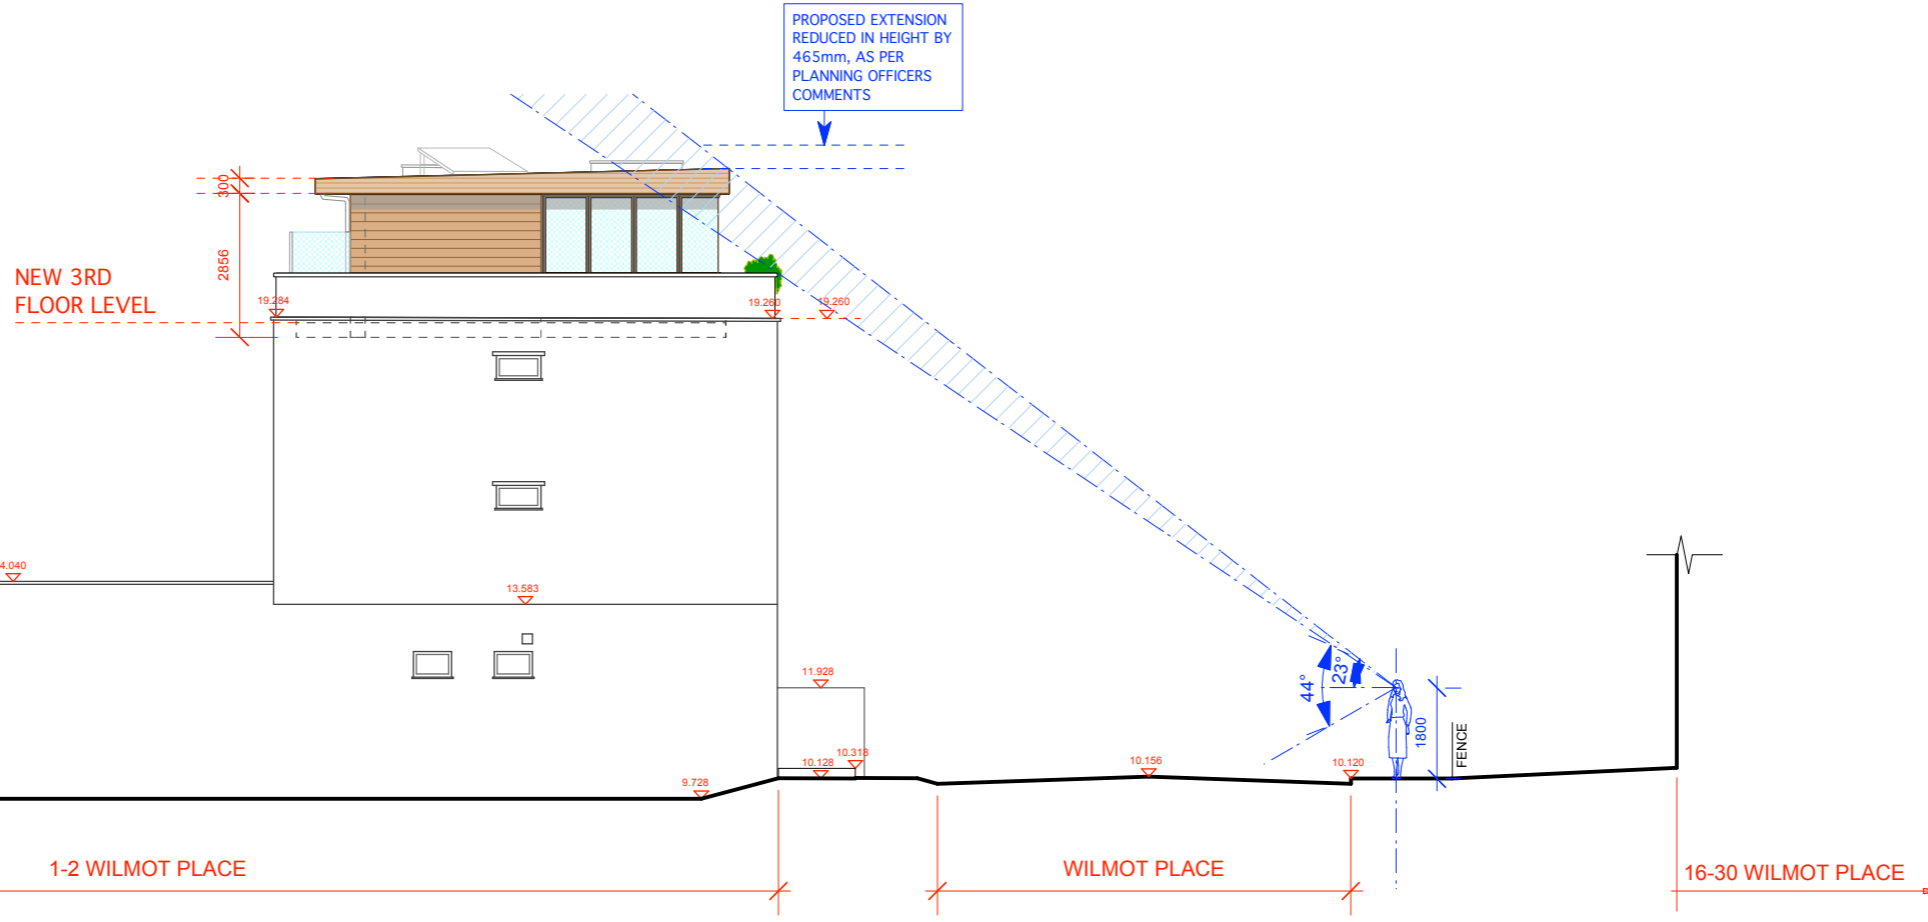 PROPOSED EXTENSION
REDUCED IN HEIGHT BY
465mm, AS PER
PLANNING OFFICERS
COMMENTS
300
2856
NEW 3RD
FLOOR LEVEL
19.284
19.260
19.260
4.040
13.583
11.928
10.318
10.128
9.728
10.156
10.120
44°
23°
1800
FENCE
1-2 WILMOT PLACE
WILMOT PLACE
16-30 WILMOT PLACE